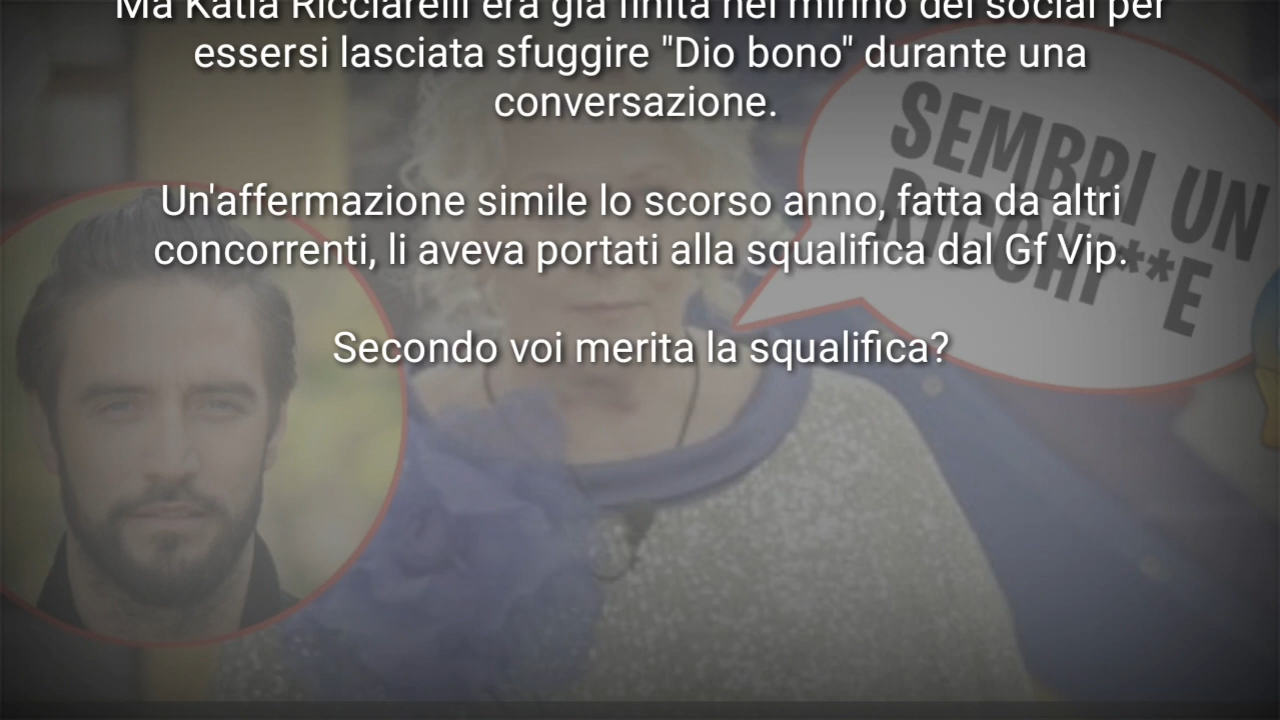 Ma Katia Ricciarelli era già finita nel mirino dei social per
essersi lasciata sfuggire "Dio bono" durante una
conversazione.
Un'affermazione simile lo scorso anno, fatta da altri
concorrenti, li aveva portati alla squalifica dal Gf Vip.
Secondo voi merita la squalifica?
SEMBRI UN
RICCHI**E